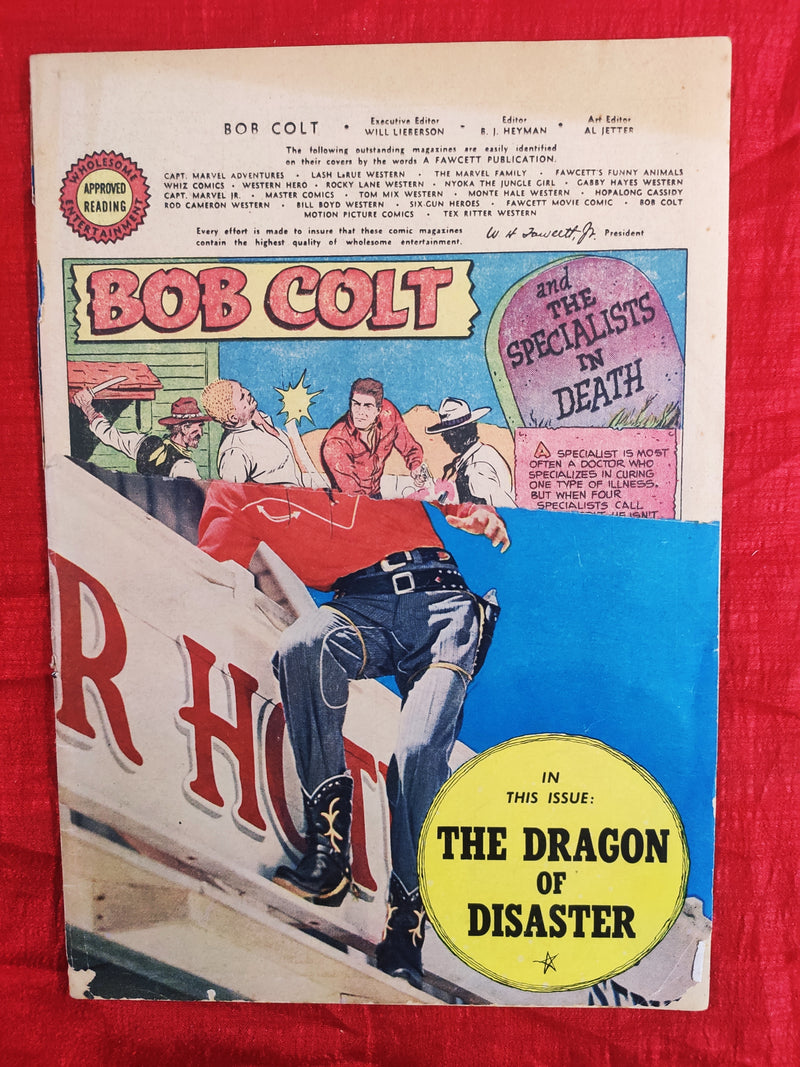 BOB COLT • Executive Editor WILL LIEBERSON • Editor B. J. HEYMAN • Art Editor AL JETTER
The following outstanding magazines are easily identified
on their covers by the words A FAWCETT PUBLICATION.
WHOLESOME
APPROVED
READING
ENTERTAINMENT
CAPT. MARVEL ADVENTURES • LASH LaRUE WESTERN • THE MARVEL FAMILY • FAWCETT'S FUNNY ANIMALS
WHIZ COMICS • WESTERN HERO • ROCKY LANE WESTERN • NYOKA THE JUNGLE GIRL • GABBY HAYES WESTERN
CAPT. MARVEL JR. • MASTER COMICS • TOM MIX WESTERN • MONTE HALE WESTERN • HOPALONG CASSIDY
ROD CAMERON WESTERN • BILL BOYD WESTERN • SIX-GUN HEROES • FAWCETT MOVIE COMIC • BOB COLT
MOTION PICTURE COMICS • TEX RITTER WESTERN
Every effort is made to insure that these comic magazines
contain the highest quality of wholesome entertainment.
W H Fawcett, Jr. President
BOB COLT
and
THE
SPECIALISTS
IN
DEATH
A SPECIALIST IS MOST
OFTEN A DOCTOR WHO
SPECIALIZES IN CURING
ONE TYPE OF ILLNESS.
BUT WHEN FOUR
SPECIALISTS CALL
HE ISN'T
R HOT
IN
THIS ISSUE:
THE DRAGON
OF
DISASTER